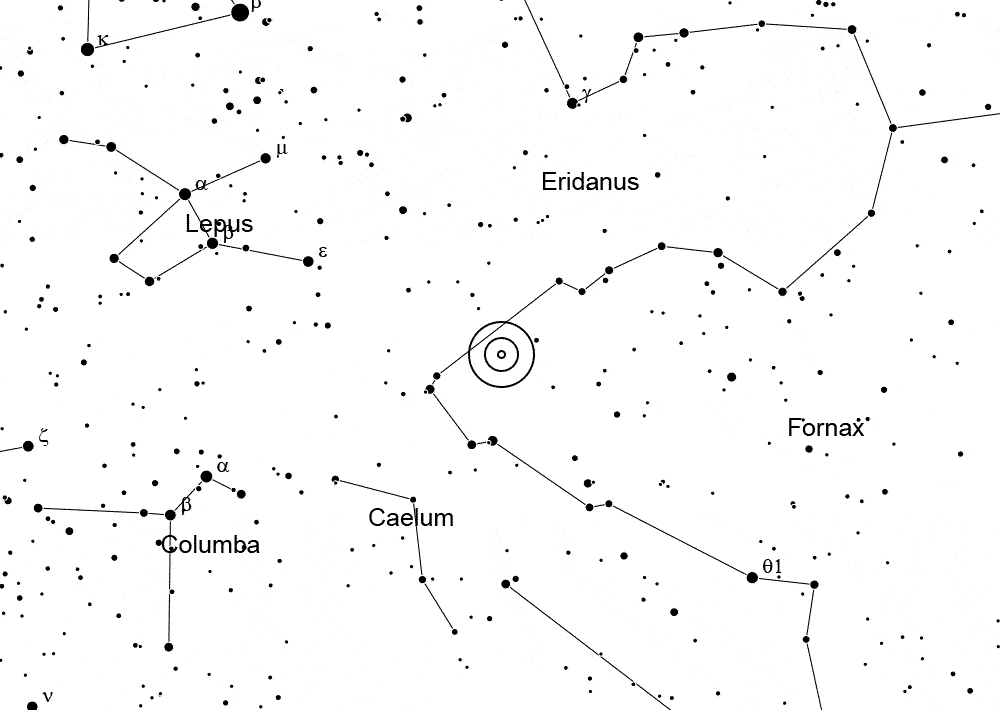 β
κ
γ
μ
α
Eridanus
Lepus
β
ε
Fornax
ζ
α
β
Caelum
Columba
θ1
ν